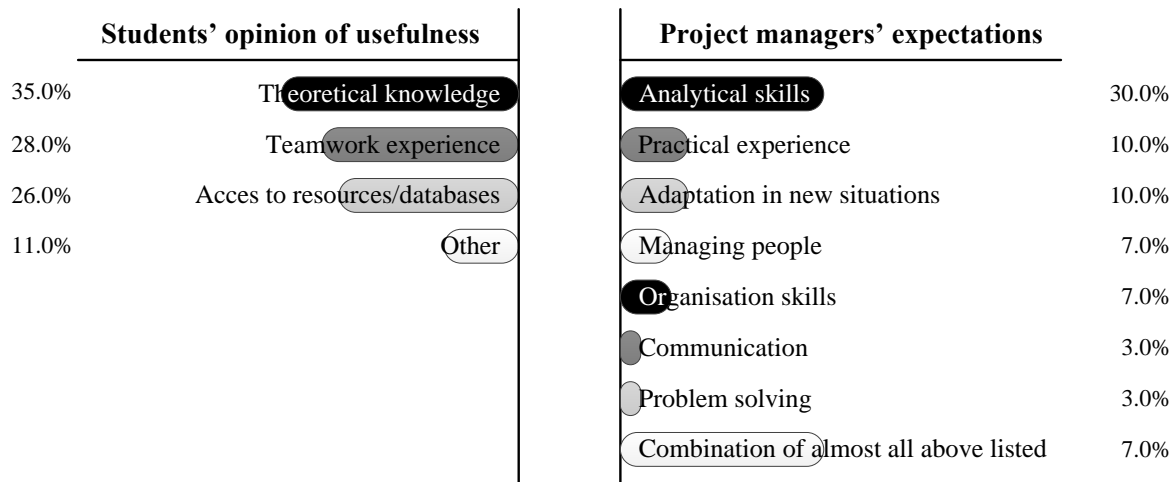 Students’ opinion of usefulness
35.0% Theoretical knowledge
28.0% Teamwork experience
26.0% Acces to resources/databases
11.0% Other
Project managers’ expectations
Analytical skills 30.0%
Practical experience 10.0%
Adaptation in new situations 10.0%
Managing people 7.0%
Organisation skills 7.0%
Communication 3.0%
Problem solving 3.0%
Combination of almost all above listed 7.0%